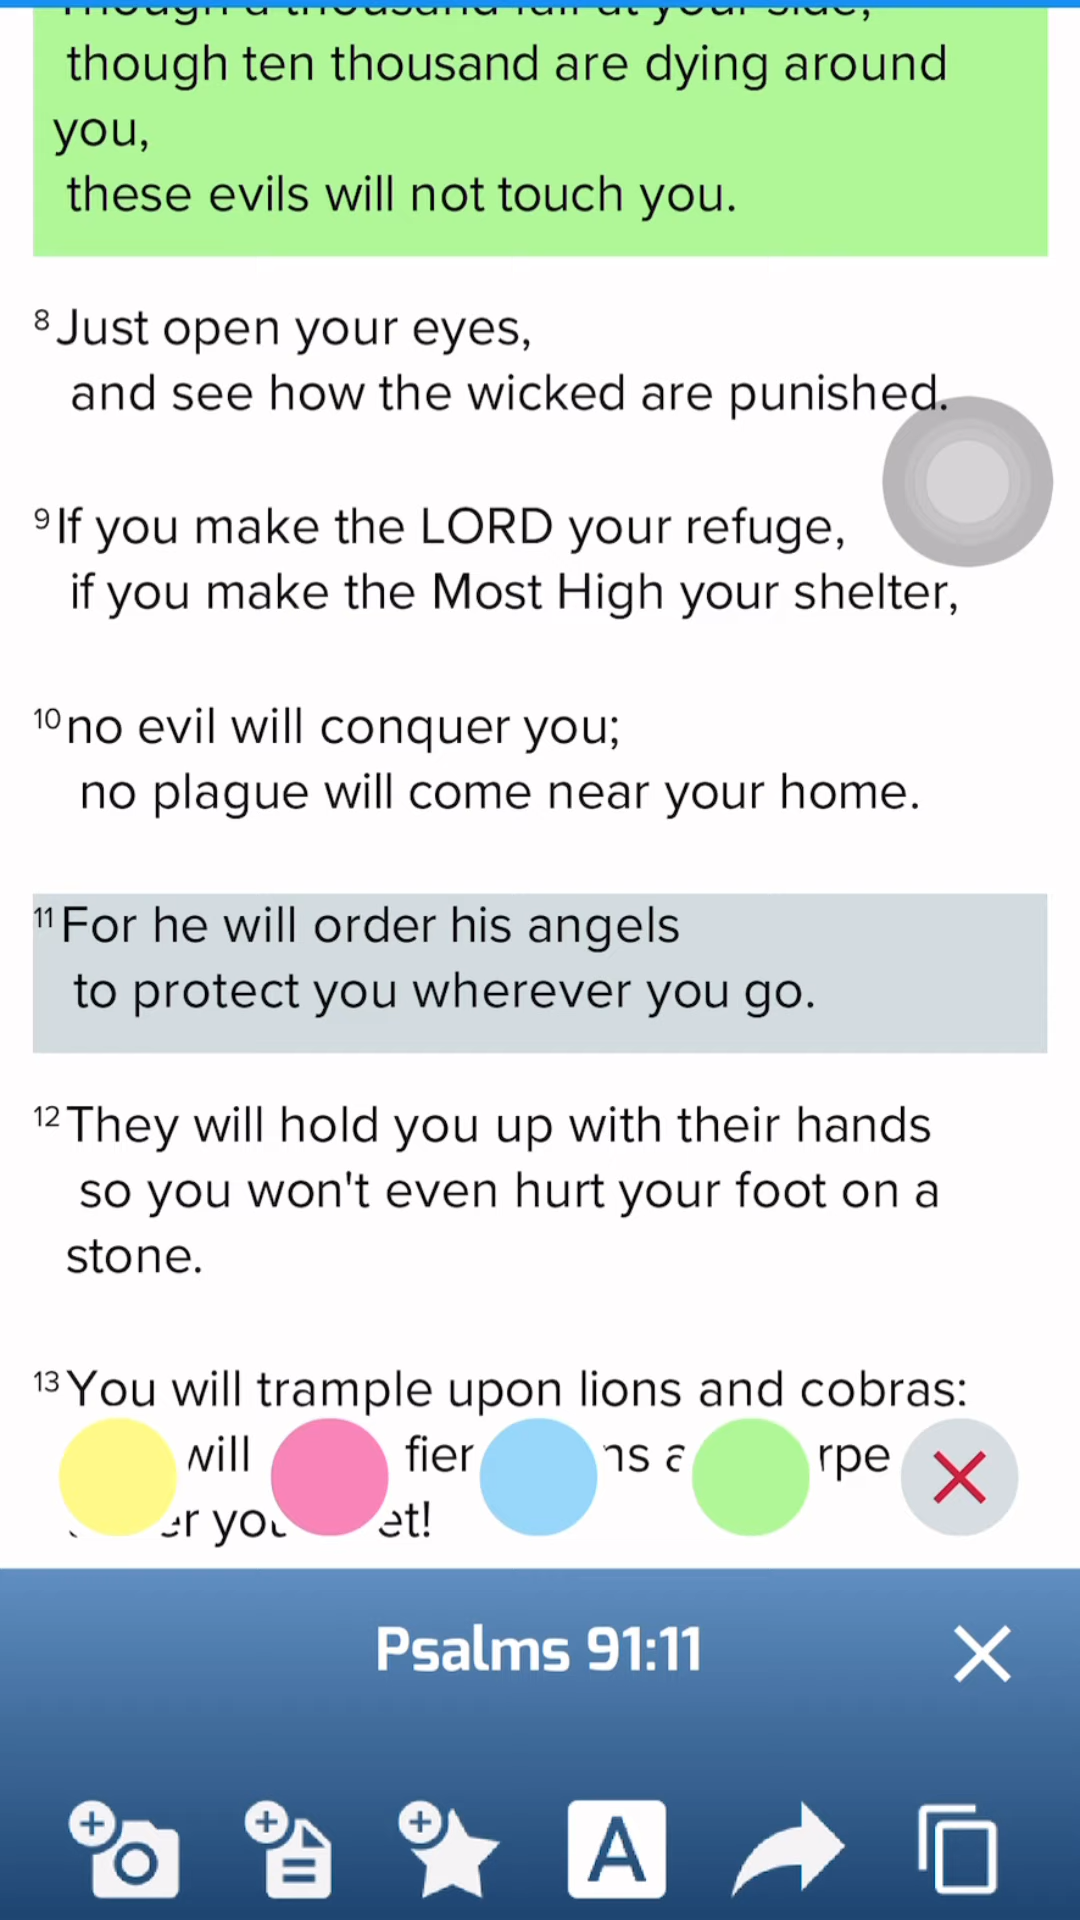 though ten thousand are dying around
you,
these evils will not touch you.
8 Just open your eyes,
and see how the wicked are punished.
9 If you make the LORD your refuge,
if you make the Most High your shelter,
10 no evil will conquer you;
no plague will come near your home.
11 For he will order his angels
to protect you wherever you go.
12 They will hold you up with their hands
so you won't even hurt your foot on a
stone.
13 You will trample upon lions and cobras:
will
Psalms 91:11
A